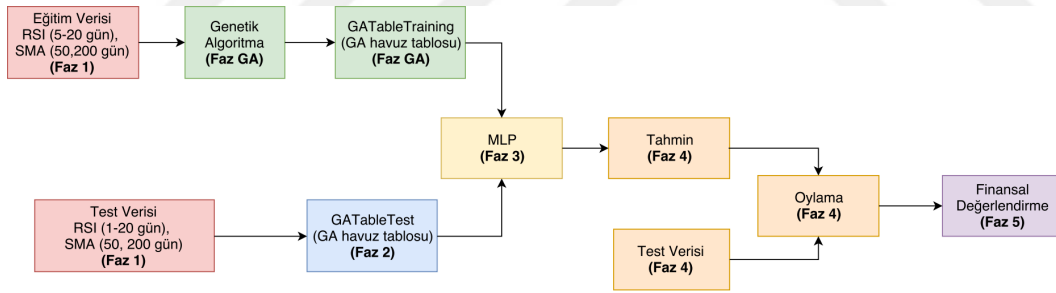 Eğitim Verisi
RSI (5-20 gün),
SMA (50,200 gün)
(Faz 1)
Genetik
Algoritma
(Faz GA)
GATableTraining
(GA havuz tablosu)
(Faz GA)
MLP
(Faz 3)
Tahmin
(Faz 4)
Test Verisi
RSI (1-20 gün),
SMA (50, 200 gün)
(Faz 1)
GATableTest
(GA havuz tablosu)
(Faz 2)
Oylama
(Faz 4)
Finansal
Değerlendirme
(Faz 5)
Test Verisi
(Faz 4)